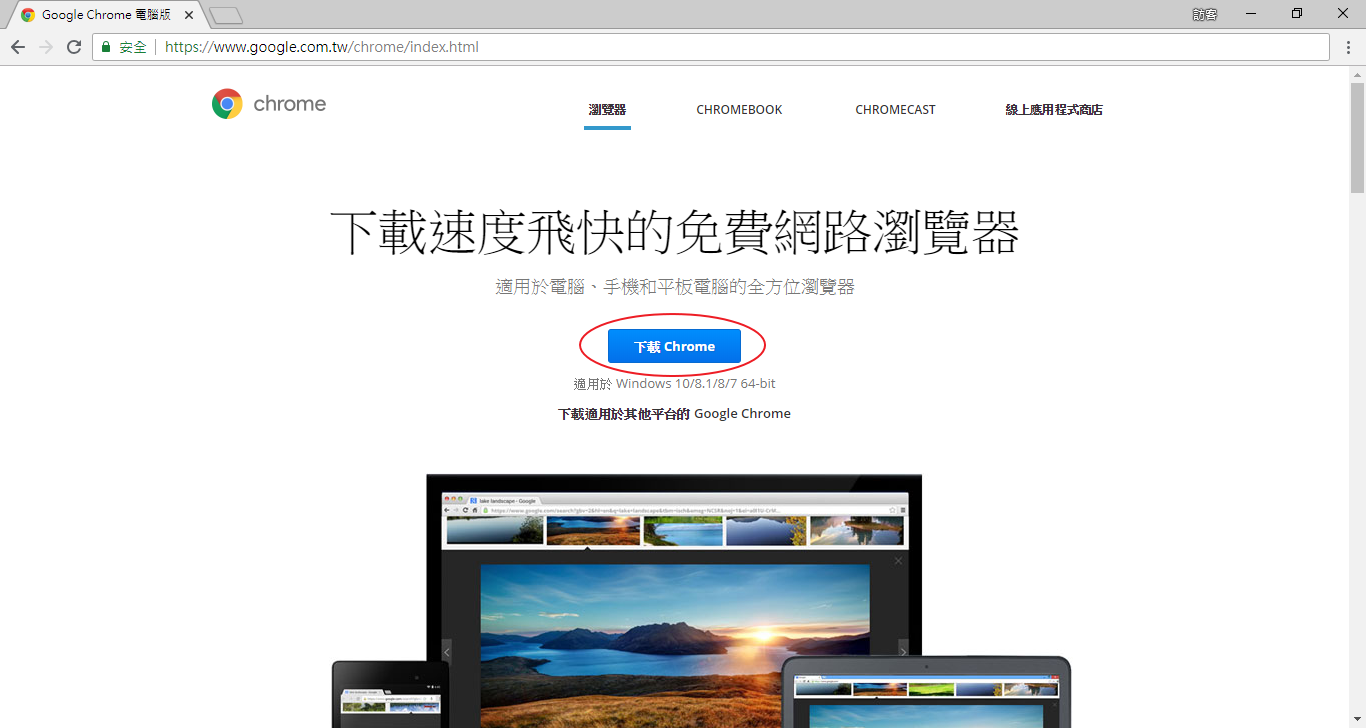 Google Chrome 電腦版
訪客
安全 https://www.google.com.tw/chrome/index.html
chrome
瀏覽器 CHROMEBOOK CHROMECAST 線上應用程式商店
下載速度飛快的免費網路瀏覽器
適用於電腦、手機和平板電腦的全方位瀏覽器
下載 Chrome
適用於 Windows 10/8.1/8/7 64-bit
下載適用於其他平台的 Google Chrome
lake landscape - Google